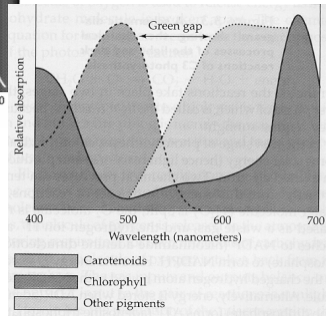 Green gap
Relative absorption
400
500
600
700
Wavelength (nanometers)
Carotenoids
Chlorophyll
Other pigments